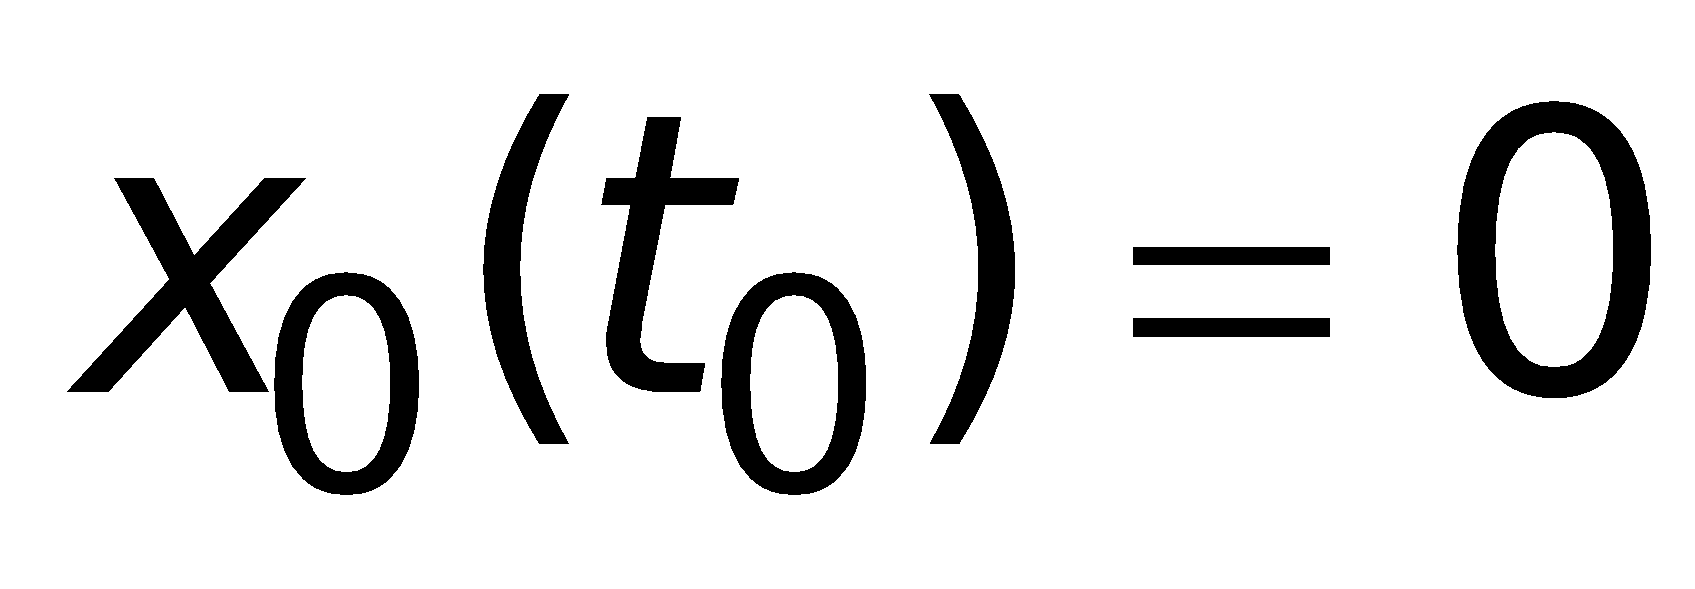 x₀(t₀) = 0